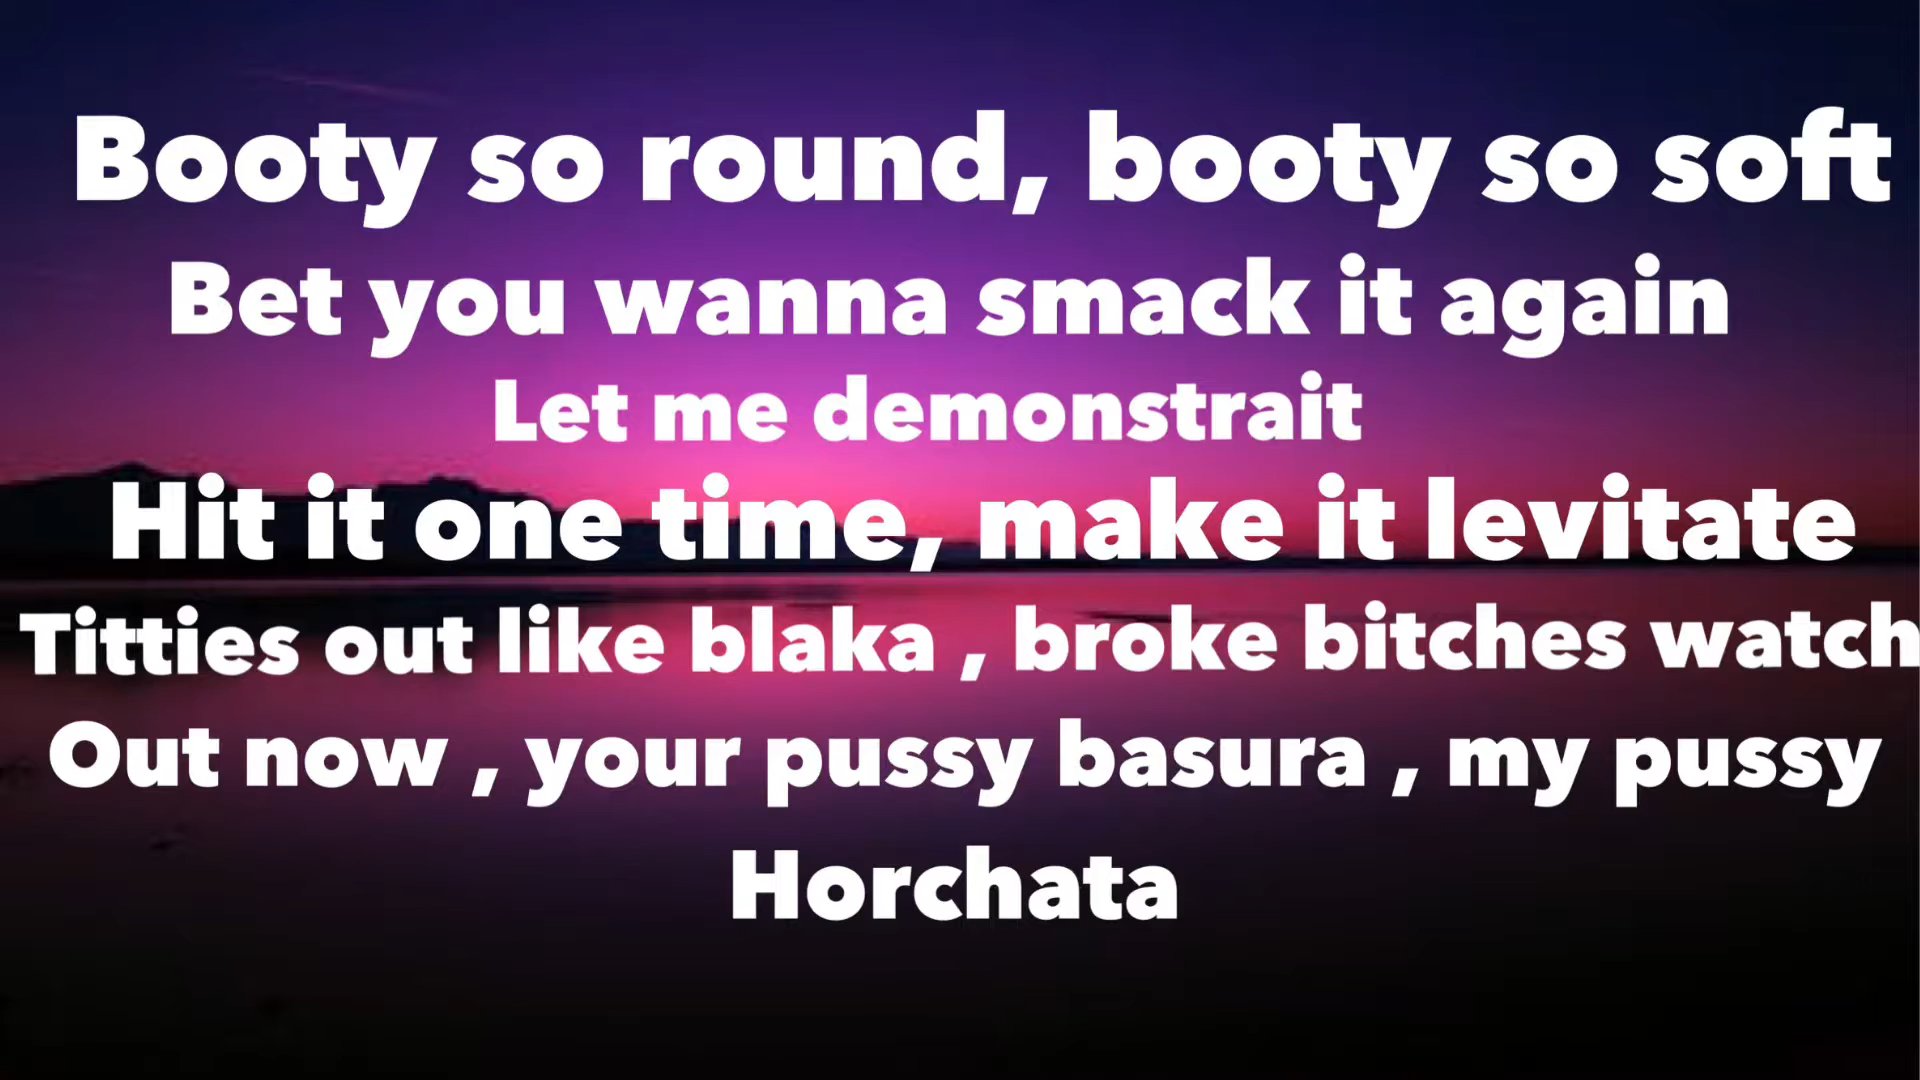 Booty so round, booty so soft
Bet you wanna smack it again
Let me demonstrait
Hit it one time, make it levitate
Titties out like blaka , broke bitches watch
Out now , your pussy basura , my pussy
Horchata